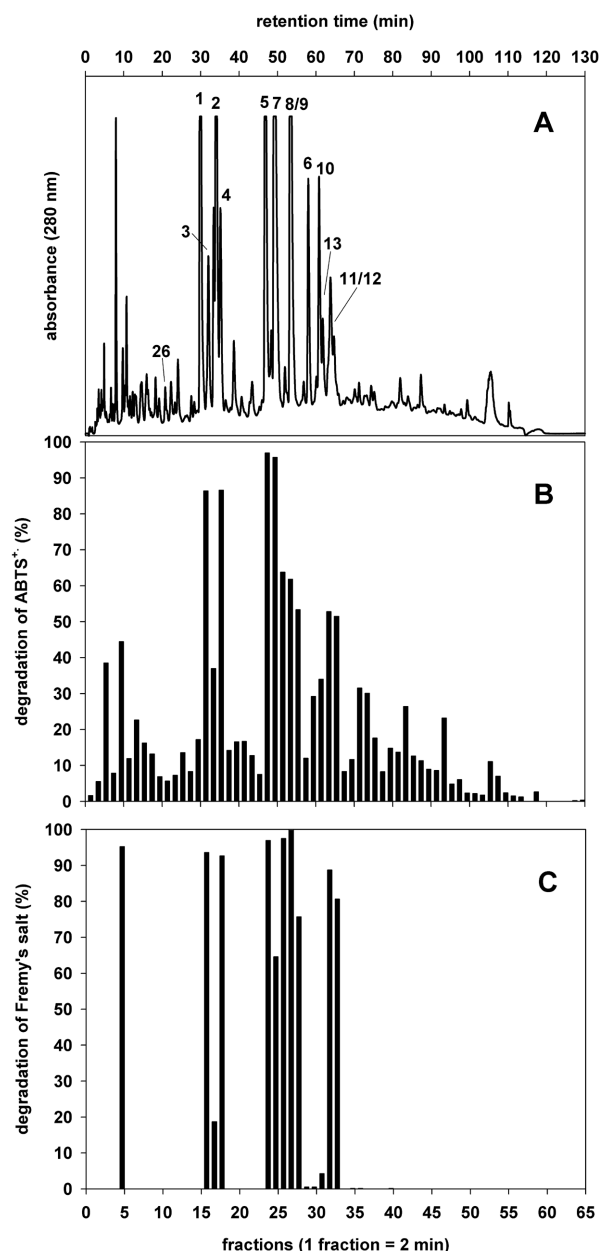 retention time (min)
0 10 20 30 40 50 60 70 80 90 100 110 120 130
A
absorbance (280 nm)
1
2
3
4
5 7 8/9
6 10
13
11/12
26
B
degradation of ABTS+· (%)
100
90
80
70
60
50
40
30
20
10
0
C
degradation of Fremy's salt (%)
100
90
80
70
60
50
40
30
20
10
0
0 5 10 15 20 25 30 35 40 45 50 55 60 65
fractions (1 fraction = 2 min)